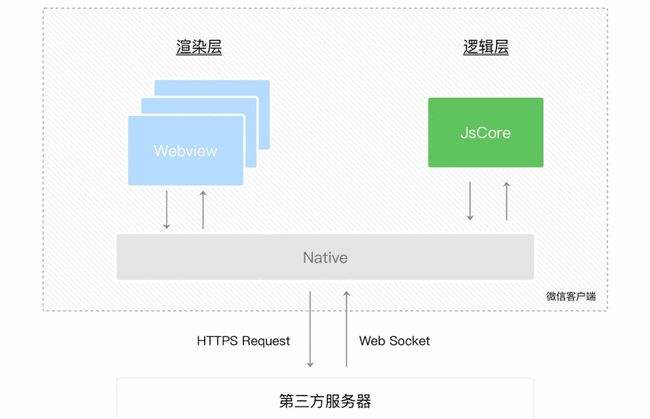 渲染层
逻辑层
Webview
JsCore
Native
微信客户端
HTTPS Request
Web Socket
第三方服务器